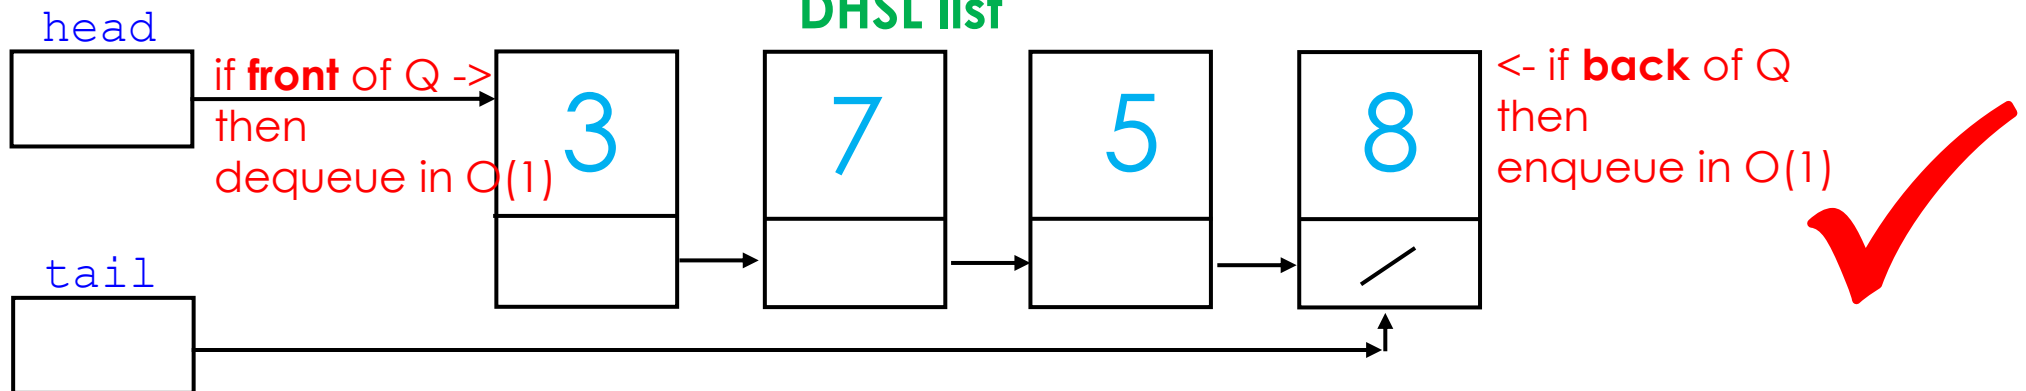 DHSL list
head
if front of Q ->
then
dequeue in O(1)
3
7
5
8
<- if back of Q
then
enqueue in O(1)
tail